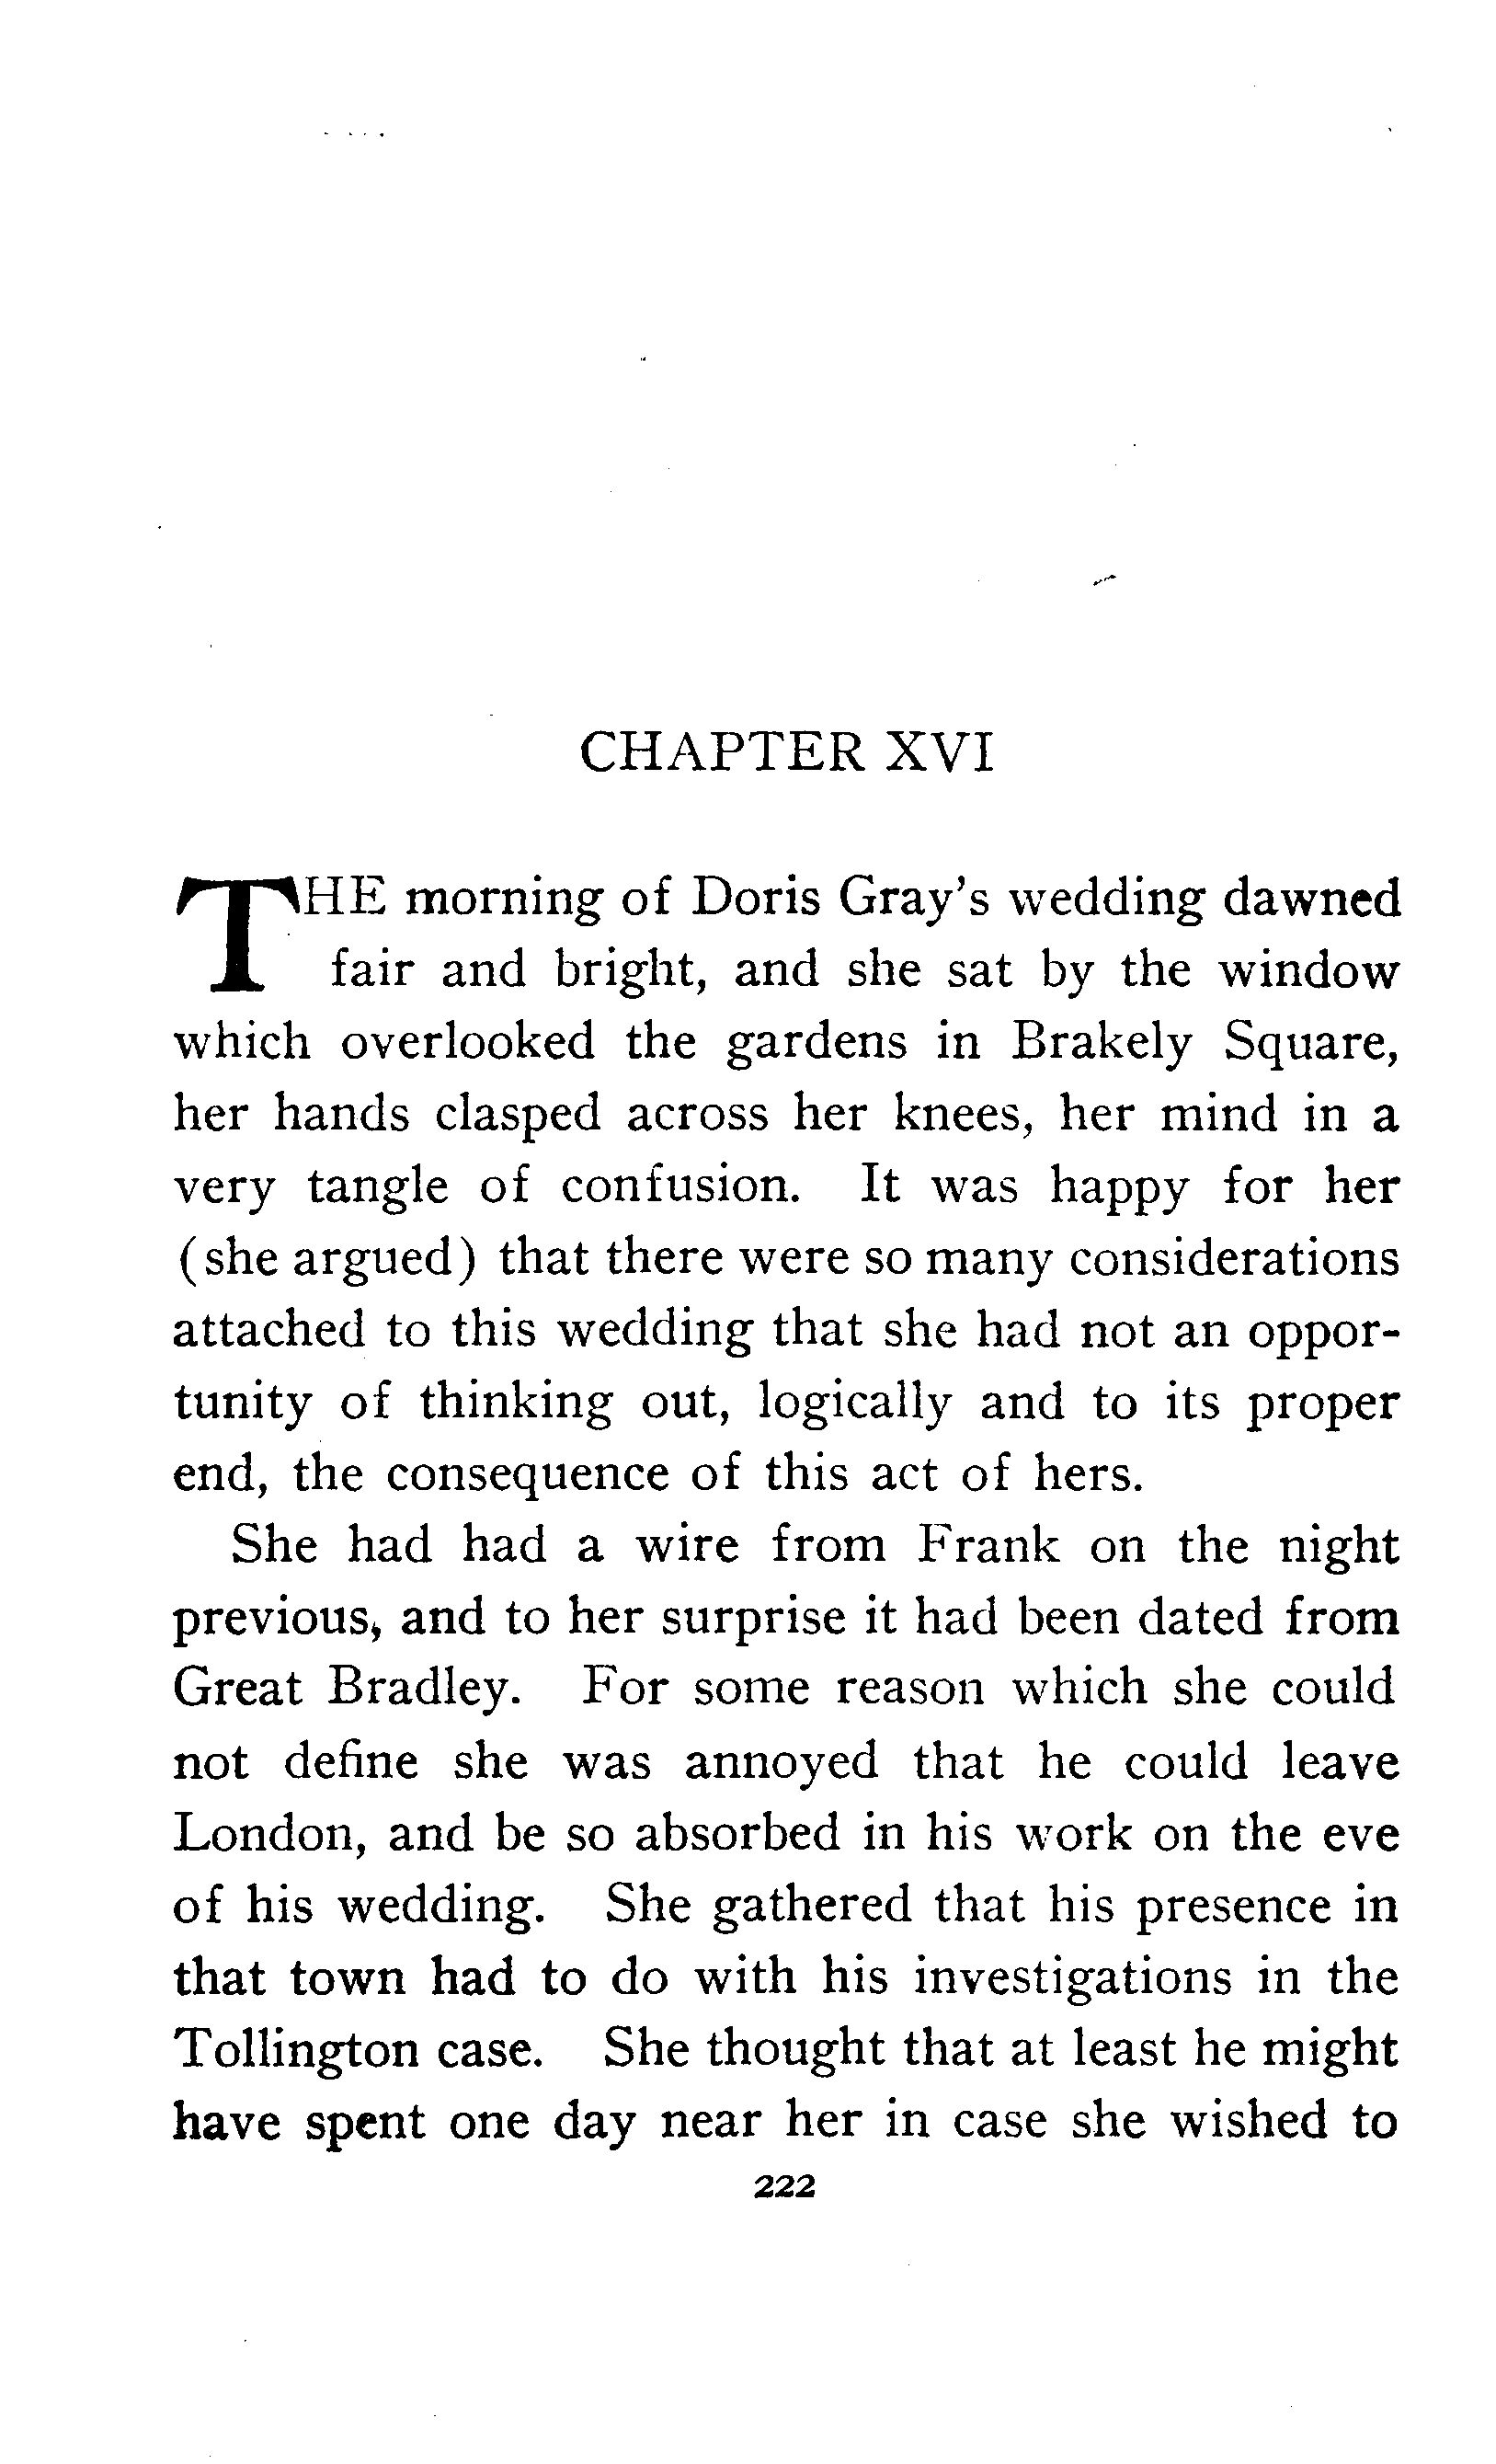 CHAPTER XVI
THE morning of Doris Gray's wedding dawned
fair and bright, and she sat by the window
which overlooked the gardens in Brakely Square,
her hands clasped across her knees, her mind in a
very tangle of confusion. It was happy for her
(she argued) that there were so many considerations
attached to this wedding that she had not an oppor-
tunity of thinking out, logically and to its proper
end, the consequence of this act of hers.
She had had a wire from Frank on the night
previous, and to her surprise it had been dated from
Great Bradley. For some reason which she could
not define she was annoyed that he could leave
London, and be so absorbed in his work on the eve
of his wedding. She gathered that his presence in
that town had to do with his investigations in the
Tollington case. She thought that at least he might
have spent one day near her in case she wished to
222